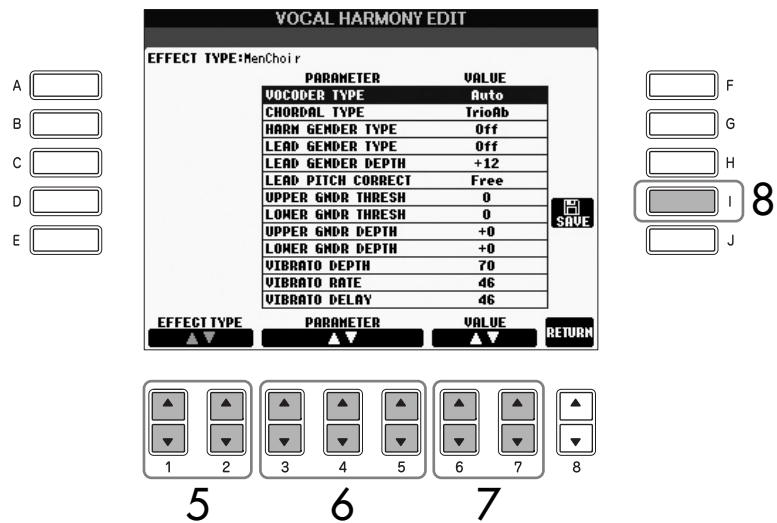 VOCAL HARMONY EDIT
EFFECT TYPE:MenChoir
PARAMETER VALUE
VOCODER TYPE Auto
CHORDAL TYPE TrioAb
HARM GENDER TYPE Off
LEAD GENDER TYPE Off
LEAD GENDER DEPTH +12
LEAD PITCH CORRECT Free
UPPER GNDR THRESH 0
LOWER GNDR THRESH 0
UPPER GNDR DEPTH +0
LOWER GNDR DEPTH +0
VIBRATO DEPTH 70
VIBRATO RATE 46
VIBRATO DELAY 46
SAVE
EFFECT TYPE PARAMETER VALUE RETURN
A
B
C
D
E
F
G
H
I 8
J
1 2 3 4 5 6 7 8
5 6 7